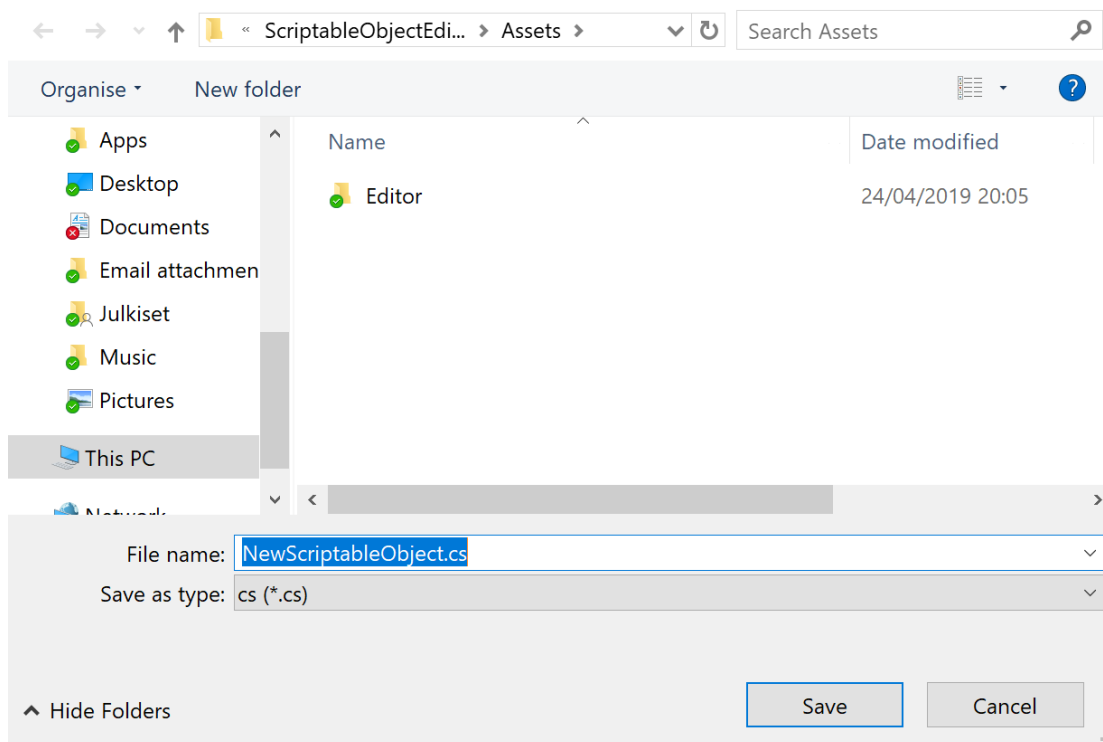 « ScriptableObjectEdi... > Assets >
Search Assets
Organise
New folder
?
Name
Date modified
Apps
Desktop
Documents
Email attachmen
Julkiset
Music
Pictures
This PC
Network
Editor
24/04/2019 20:05
File name: NewScriptableObject.cs
Save as type: cs (*.cs)
Hide Folders
Save
Cancel